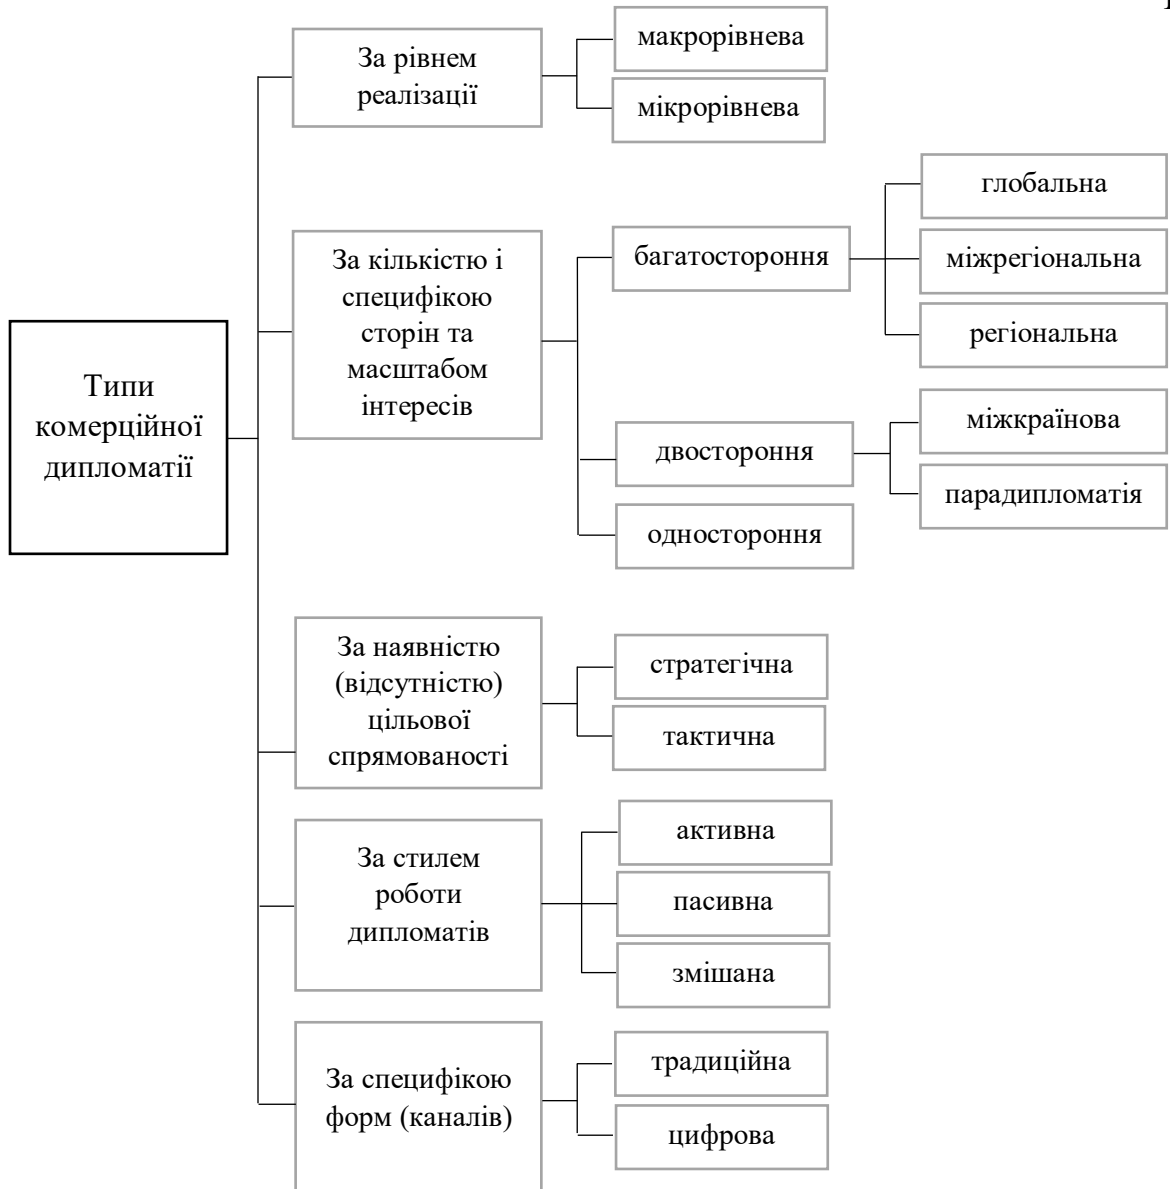 За рівнем
реалізації
макрорівнева
мікрорівнева
За кількістю і
специфікою
сторін та
масштабом
інтересів
багатостороння
глобальна
міжрегіональна
регіональна
двостороння
міжкраїнова
парадипломатія
одностороння
Типи
комерційної
дипломатії
За наявністю
(відсутністю)
цільової
спрямованості
стратегічна
тактична
За стилем
роботи
дипломатів
активна
пасивна
змішана
За специфікою
форм (каналів)
традиційна
цифрова